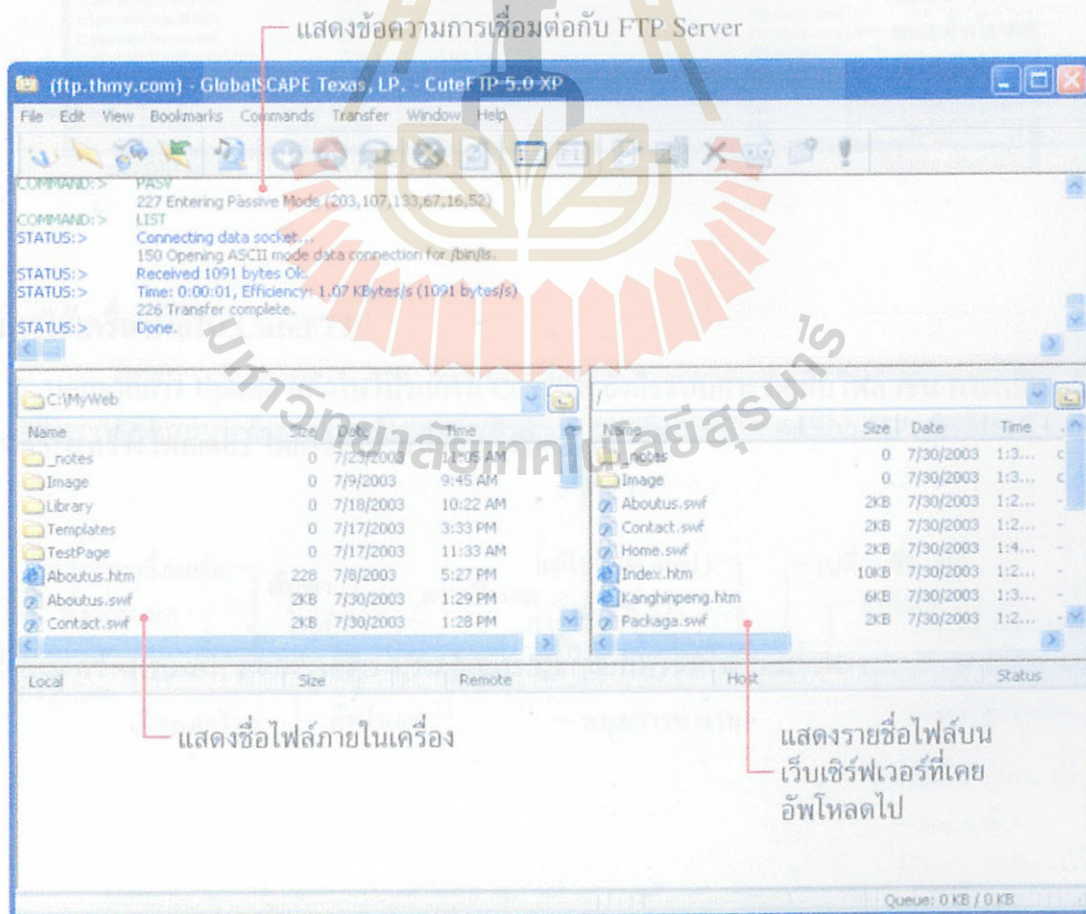 แสดงข้อความการเชื่อมต่อกับ FTP Server
(ftp.thmy.com) - GlobalSCAPE Texas, LP. - CuteFTP 5.0 XP
File Edit View Bookmarks Commands Transfer Window Help
COMMAND:> PASV
227 Entering Passive Mode (203,107,133,67,16,52)
COMMAND:> LIST
STATUS:> Connecting data socket...
150 Opening ASCII mode data connection for /bin/ls.
STATUS:> Received 1091 bytes Ok.
STATUS:> Time: 0:00:01, Efficiency: 1.07 KBytes/s (1091 bytes/s)
226 Transfer complete.
STATUS:> Done.
มหาวิทยาลัยเทคโนโลยีสุรนารี
C:\MyWeb /
Name Size Date Time Name Size Date Time
_notes 0 7/23/2003 11:05 AM _notes 0 7/30/2003 1:3...
Image 0 7/9/2003 9:45 AM Image 0 7/30/2003 1:3...
Library 0 7/18/2003 10:22 AM Aboutus.swf 2KB 7/30/2003 1:2... -
Templates 0 7/17/2003 3:33 PM Contact.swf 2KB 7/30/2003 1:2... -
TestPage 0 7/17/2003 11:33 AM Home.swf 2KB 7/30/2003 1:4... -
Aboutus.htm 228 7/8/2003 5:27 PM Index.htm 10KB 7/30/2003 1:2... -
Aboutus.swf 2KB 7/30/2003 1:29 PM Kanghinpeng.htm 6KB 7/30/2003 1:3... -
Contact.swf 2KB 7/30/2003 1:28 PM Packaga.swf 2KB 7/30/2003 1:2... -
Local Size Remote Host Status
แสดงชื่อไฟล์ภายในเครื่อง
แสดงรายชื่อไฟล์บน
เว็บเซิร์ฟเวอร์ที่เคย
อัพโหลดไป
Queue: 0 KB / 0 KB